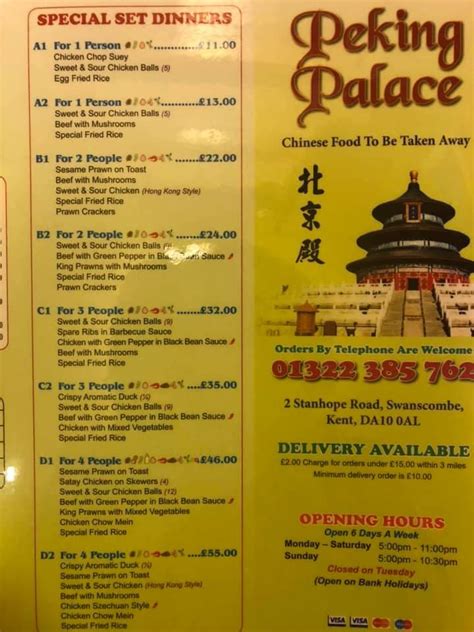 SPECIAL SET DINNERS
A1 For 1 Person £11.00
Chicken Chop Suey
Sweet & Sour Chicken Balls (5)
Egg Fried Rice
A2 For 1 Person £13.00
Sweet & Sour Chicken Balls (5)
Beef with Mushrooms
Special Fried Rice
B1 For 2 People ........£22.00
Sesame Prawn on Toast
Beef with Mushrooms
Sweet & Sour Chicken (Hong Kong Style)
Special Fried Rice
Prawn Crackers
B2 For 2 People ....£24.00
Sweet & Sour Chicken Balls
Beef with Green Pepper in Black Bean Sauce
King Prawns with Mushrooms
Special Fried Rice
Prawn Crackers
C1 For 3 People £32.00
Sweet & Sour Chicken Balls (9)
Spare Ribs in Barbecue Sauce
Chicken with Green Pepper in Black Bean Sauce
Beef with Mushrooms
Special Fried Rice
C2 For 3 People £35.00
Crispy Aromatic Duck (¼)
Sweet & Sour Chicken Balls (9)
Beef with Green Pepper in Black Bean Sauce
Chicken with Mixed Vegetables
Special Fried Rice
D1 For 4 People £46.00
Sesame Prawn on Toast
Satay Chicken on Skewers (4)
Sweet & Sour Chicken Balls (12)
Beef with Green Pepper in Black Bean Sauce
King Prawns with Mixed Vegetables
Chicken Chow Mein
Special Fried Rice
D2 For 4 People £55.00
Crispy Aromatic Duck
Sesame Prawn on Toast
Sweet & Sour Chicken (Hong Kong Style)
Beef with Mushrooms
Chicken Szechuan Style
Chicken Chow Mein
Special Fried Rice
Peking
Palace
Chinese Food To Be Taken Away
北京殿
Orders By Telephone Are Welcome
01322 385 762
2 Stanhope Road, Swanscombe,
Kent, DA10 0AL
DELIVERY AVAILABLE
£2.00 Charge for orders under £15.00 within 3 miles
Minimum delivery order is £10.00
OPENING HOURS
Open 6 Days A Week
Monday – Saturday 5:00pm - 11:00pm
Sunday 5:00pm - 10:30pm
Closed on Tuesday
(Open on Bank Holidays)
VISA VISA